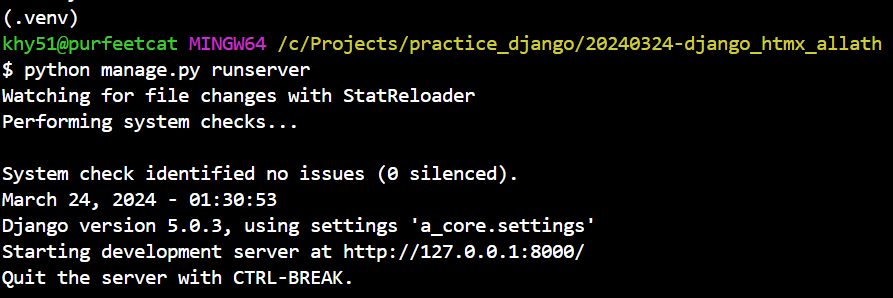 (.venv)
khy51@purfeetcat MINGW64 /c/Projects/practice_django/20240324-django_htmx_allath
$ python manage.py runserver
Watching for file changes with StatReloader
Performing system checks...
System check identified no issues (0 silenced).
March 24, 2024 - 01:30:53
Django version 5.0.3, using settings 'a_core.settings'
Starting development server at http://127.0.0.1:8000/
Quit the server with CTRL-BREAK.